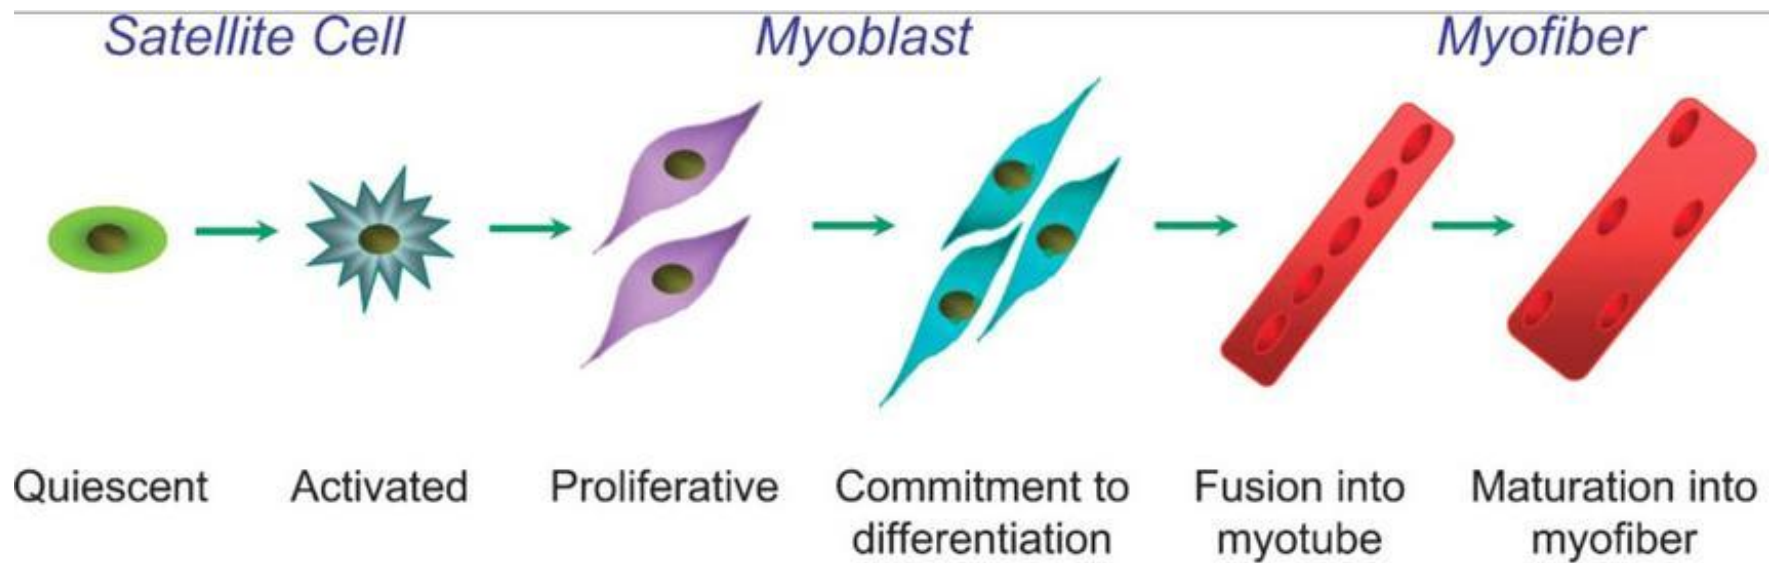 Satellite Cell
Myoblast
Myofiber
Quiescent
Activated
Proliferative
Commitment to
differentiation
Fusion into
myotube
Maturation into
myofiber